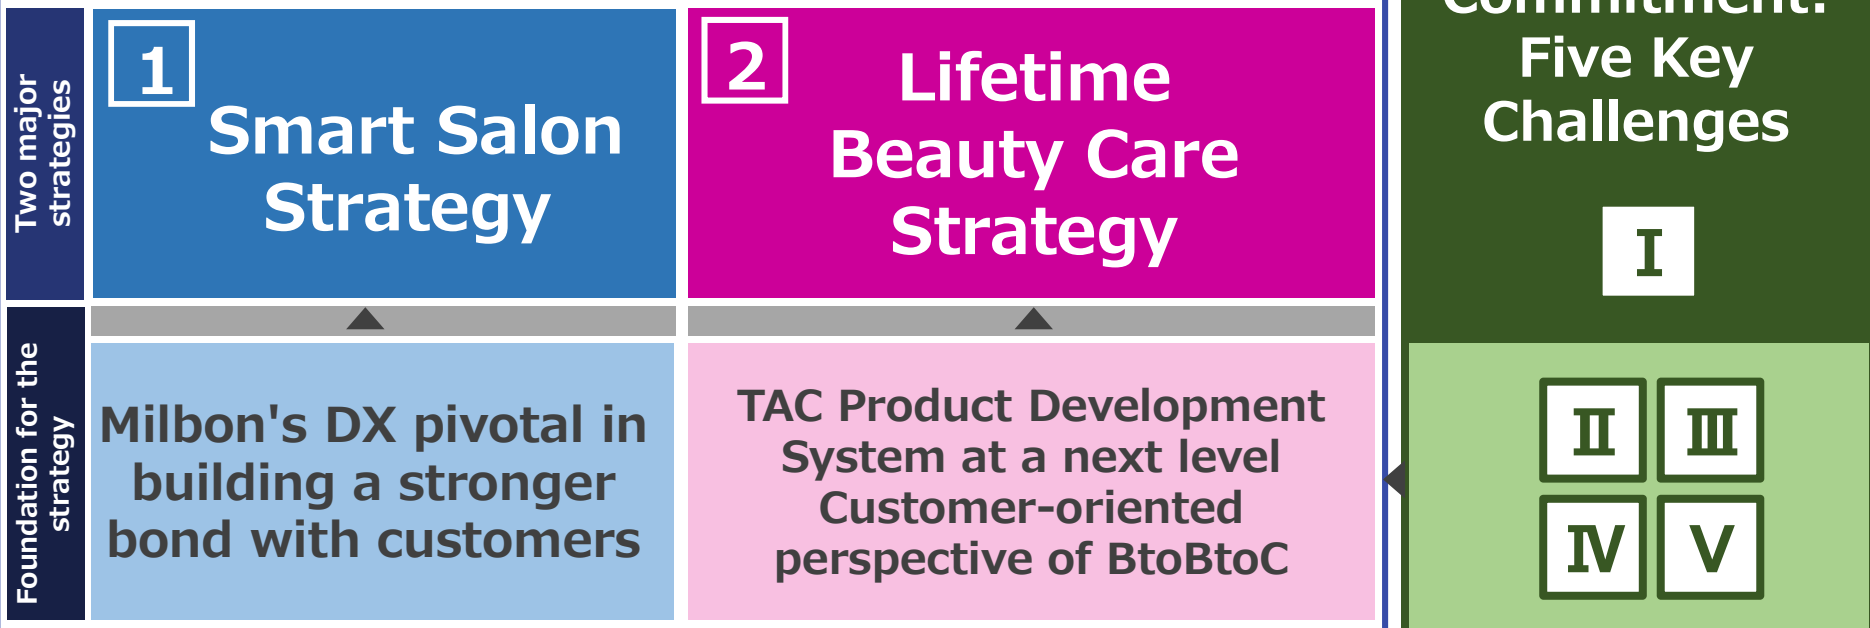 Two major
strategies
1
Smart Salon
Strategy
2
Lifetime
Beauty Care
Strategy
Foundation for the
strategy
Milbon's DX pivotal in
building a stronger
bond with customers
TAC Product Development
System at a next level
Customer-oriented
perspective of BtoBtoC
Commitment:
Five Key
Challenges
I
II III
IV V